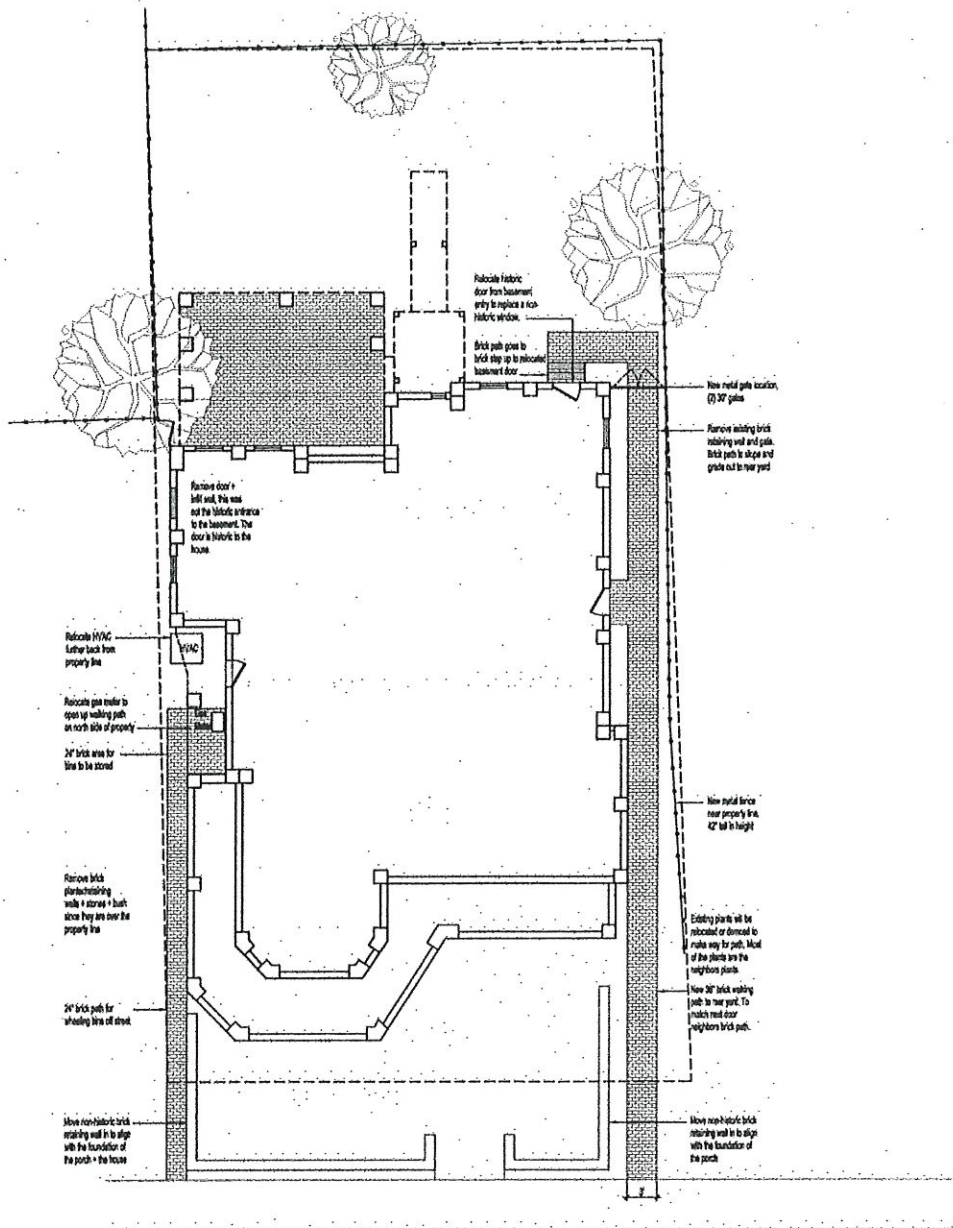 Relocate historic
door from basement
entry to replace a non-
historic window.
Brick path goes to
brick step up to relocated
basement door
New metal gate location,
(2) 30" gates
Remove existing brick
retaining wall and gate.
Brick path to slope and
grade out to rear yard
Remove door +
infill wall, this was
not the historic entrance
to the basement. The
door is historic to the
house.
Relocate HVAC
further back from
property line
HVAC
Relocate gas meter to
open up walking path
on north side of property
Gas
Meter
24" brick area for
bins to be stored
New metal fence
near property line,
42" tall in height
Remove brick
planter/retaining
walls + stones + bush
since they are over the
property line
Existing plants will be
relocated or demoed to
make way for path. Most
of the plants are the
neighbors plants
24" brick path for
wheeling bins off street
New 36" brick walking
path to rear yard. To
match next door
neighbors brick path.
Move non-historic brick
retaining wall in to align
with the foundation of
the porch + the house
Move non-historic brick
retaining wall in to align
with the foundation of
the porch